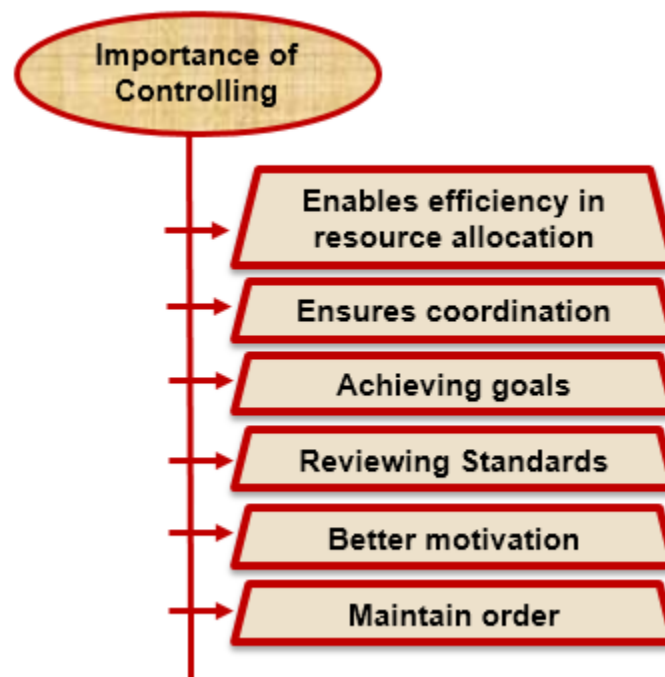 Importance of
Controlling
Enables efficiency in
resource allocation
Ensures coordination
Achieving goals
Reviewing Standards
Better motivation
Maintain order